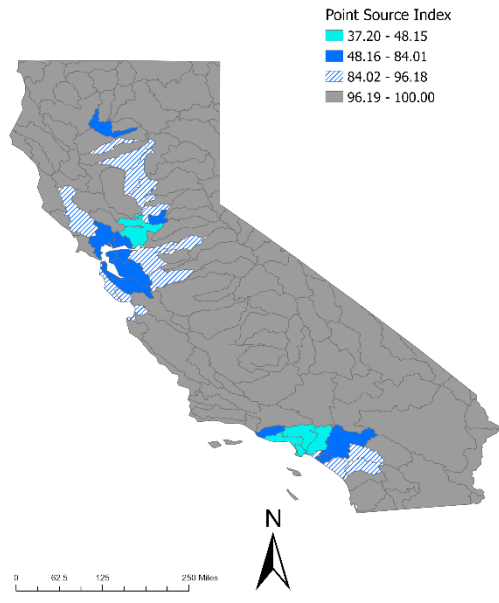 Point Source Index
37.20 - 48.15
48.16 - 84.01
84.02 - 96.18
96.19 - 100.00
N
0 62.5 125 250 Miles